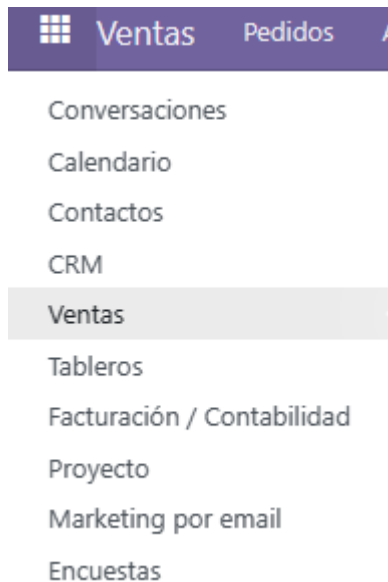 Ventas Pedidos
Conversaciones
Calendario
Contactos
CRM
Ventas
Tableros
Facturación / Contabilidad
Proyecto
Marketing por email
Encuestas